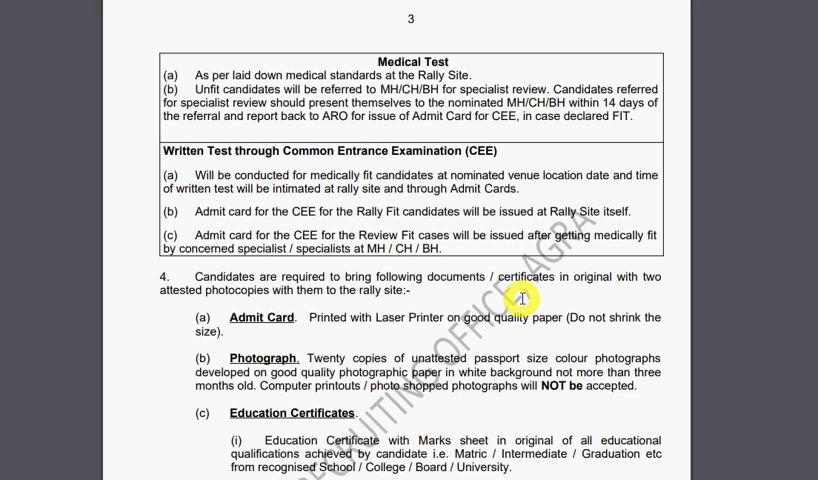 3
Medical Test
(a) As per laid down medical standards at the Rally Site.
(b) Unfit candidates will be referred to MH/CH/BH for specialist review. Candidates referred
for specialist review should present themselves to the nominated MH/CH/BH within 14 days of
the referral and report back to ARO for issue of Admit Card for CEE, in case declared FIT.
Written Test through Common Entrance Examination (CEE)
(a) Will be conducted for medically fit candidates at nominated venue location date and time
of written test will be intimated at rally site and through Admit Cards.
(b) Admit card for the CEE for the Rally Fit candidates will be issued at Rally Site itself.
(c) Admit card for the CEE for the Review Fit cases will be issued after getting medically fit
by concerned specialist / specialists at MH / CH / BH.
4. Candidates are required to bring following documents / certificates in original with two
attested photocopies with them to the rally site:-
(a) Admit Card. Printed with Laser Printer on good quality paper (Do not shrink the
size).
(b) Photograph. Twenty copies of unattested passport size colour photographs
developed on good quality photographic paper in white background not more than three
months old. Computer printouts / photo shopped photographs will NOT be accepted.
(c) Education Certificates.
(i) Education Certificate with Marks sheet in original of all educational
qualifications achieved by candidate i.e. Matric / Intermediate / Graduation etc
from recognised School / College / Board / University.
RECRUITING OFFICE, AGRA